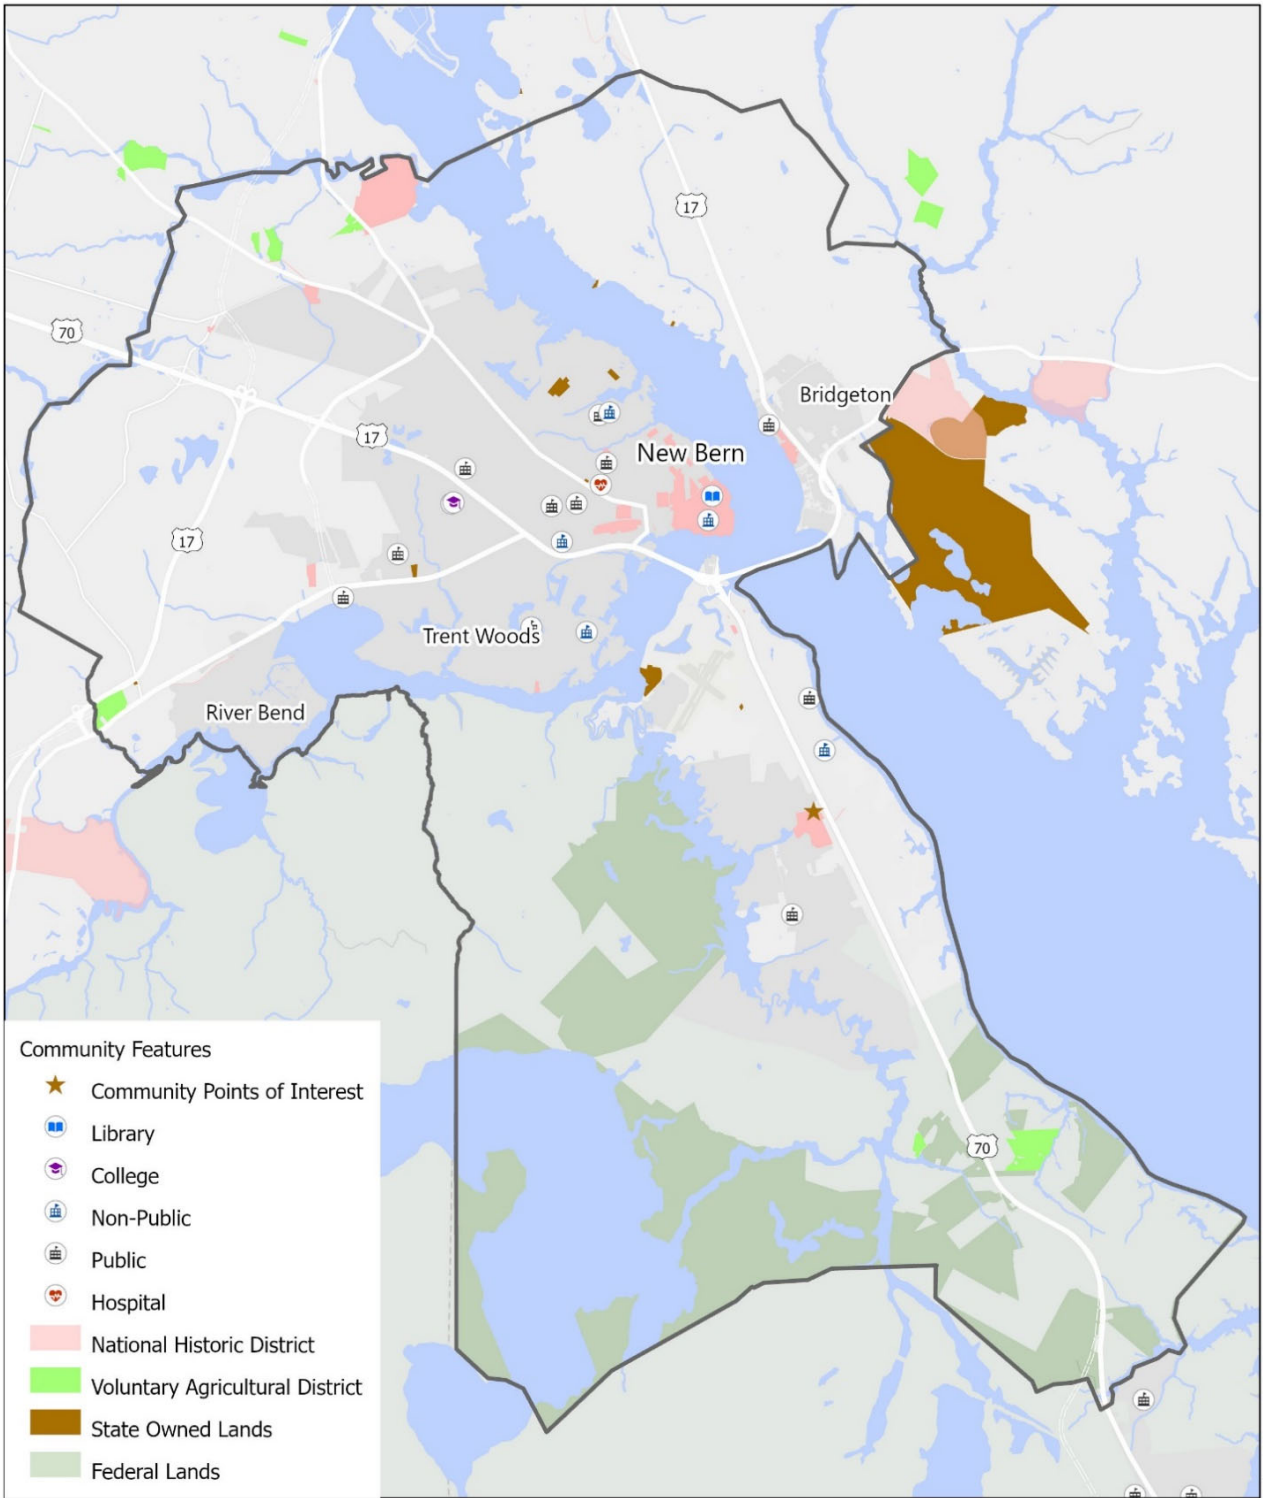 17
70
Bridgeton
17
New Bern
17
Trent Woods
River Bend
70
Community Features
Community Points of Interest
Library
College
Non-Public
Public
Hospital
National Historic District
Voluntary Agricultural District
State Owned Lands
Federal Lands